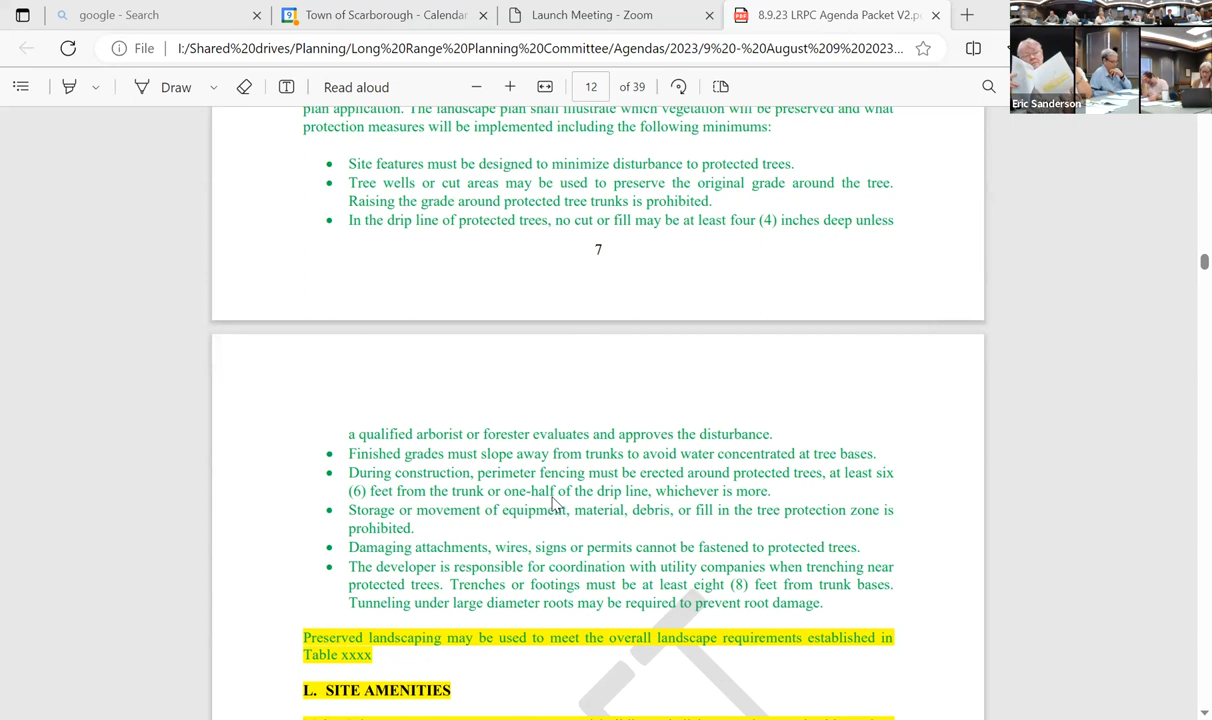 google - Search
Town of Scarborough - Calendar
Launch Meeting - Zoom
8.9.23 LRPC Agenda Packet V2.p
File
I:/Shared%20drives/Planning/Long%20Range%20Planning%20Committee/Agendas/2023/9%20-%20August%209%202023...
Draw
Read aloud
12 of 39
Eric Sanderson
plan application. The landscape plan shall illustrate which vegetation will be preserved and what
protection measures will be implemented including the following minimums:
• Site features must be designed to minimize disturbance to protected trees.
• Tree wells or cut areas may be used to preserve the original grade around the tree.
Raising the grade around protected tree trunks is prohibited.
• In the drip line of protected trees, no cut or fill may be at least four (4) inches deep unless
7
a qualified arborist or forester evaluates and approves the disturbance.
• Finished grades must slope away from trunks to avoid water concentrated at tree bases.
• During construction, perimeter fencing must be erected around protected trees, at least six
(6) feet from the trunk or one-half of the drip line, whichever is more.
• Storage or movement of equipment, material, debris, or fill in the tree protection zone is
prohibited.
• Damaging attachments, wires, signs or permits cannot be fastened to protected trees.
• The developer is responsible for coordination with utility companies when trenching near
protected trees. Trenches or footings must be at least eight (8) feet from trunk bases.
Tunneling under large diameter roots may be required to prevent root damage.
Preserved landscaping may be used to meet the overall landscape requirements established in
Table xxxx
L. SITE AMENITIES